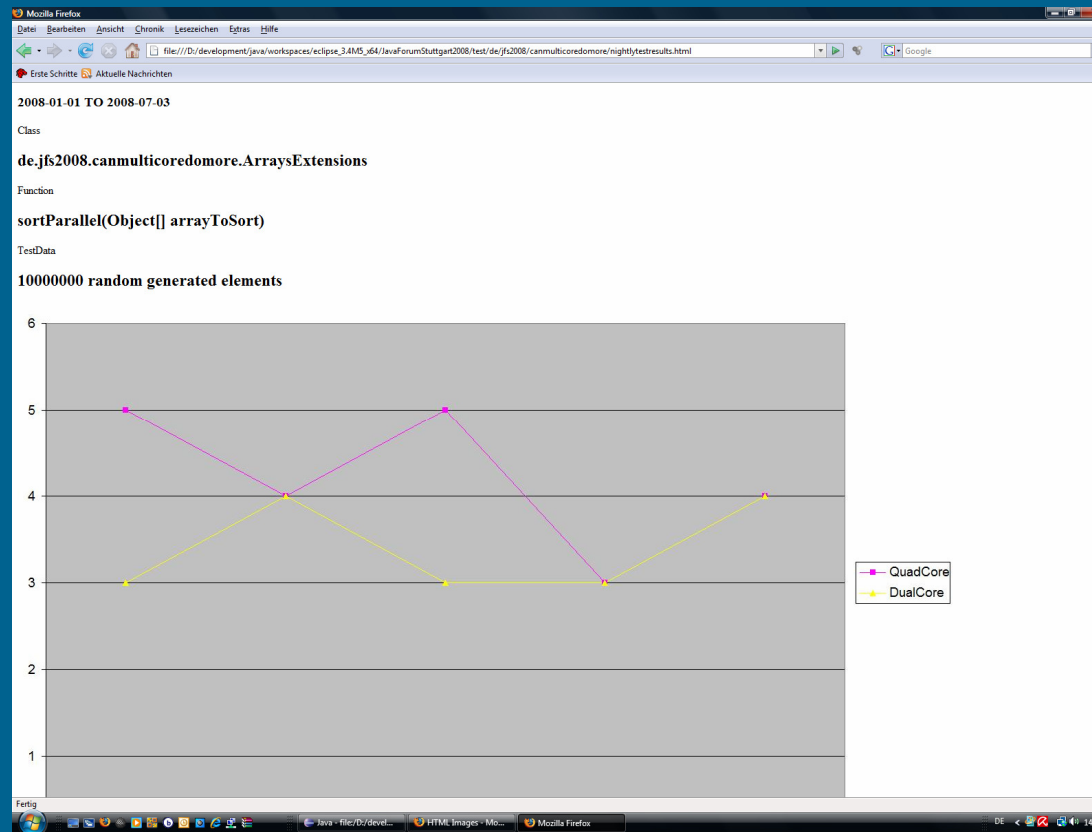 Mozilla Firefox
Datei Bearbeiten Ansicht Chronik Lesezeichen Extras Hilfe
file:///D:/development/java/workspaces/eclipse_3.4M5_x64/JavaForumStuttgart2008/test/de/jfs2008/canmulticoredomore/nightlytestresults.html
Google
Erste Schritte Aktuelle Nachrichten
2008-01-01 TO 2008-07-03
Class
de.jfs2008.canmulticoredomore.ArraysExtensions
Function
sortParallel(Object[] arrayToSort)
TestData
10000000 random generated elements
6
5
4
3
2
1
QuadCore
DualCore
Fertig
Java - file:/D:/devel...
HTML Images - Mo...
Mozilla Firefox
DE